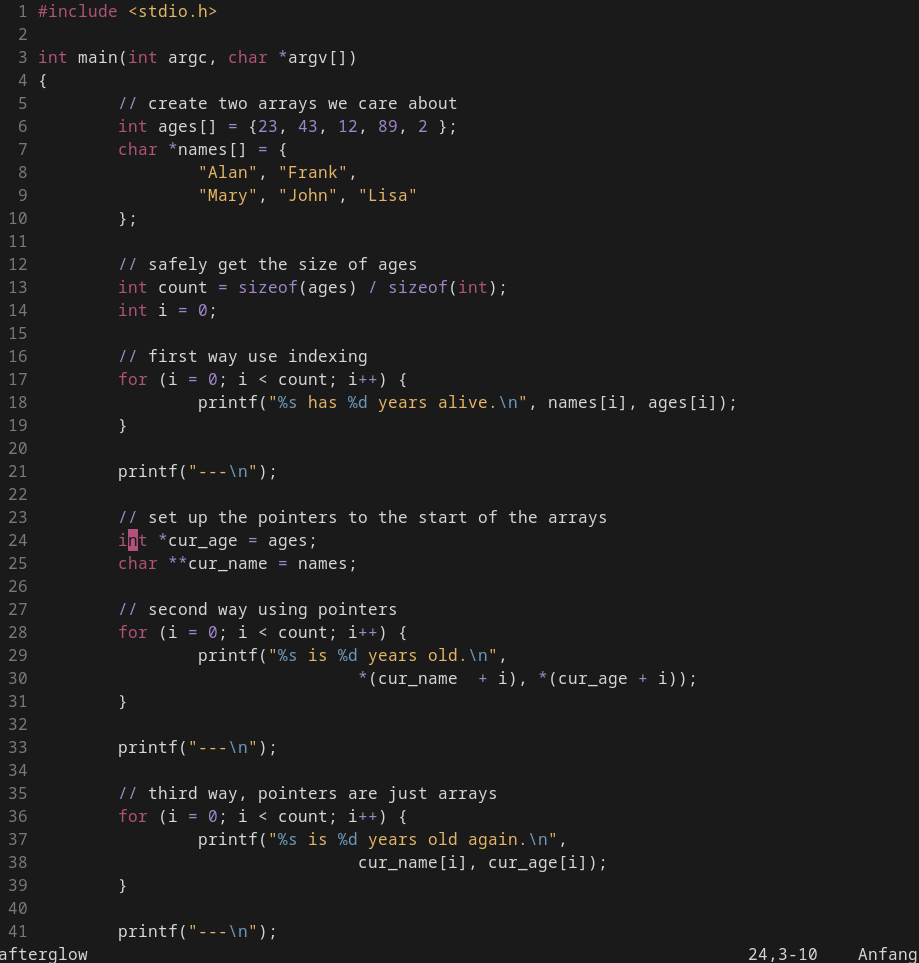 1 #include <stdio.h>
2
3 int main(int argc, char *argv[])
4 {
5         // create two arrays we care about
6         int ages[] = {23, 43, 12, 89, 2 };
7         char *names[] = {
8                 "Alan", "Frank",
9                 "Mary", "John", "Lisa"
10         };
11
12         // safely get the size of ages
13         int count = sizeof(ages) / sizeof(int);
14         int i = 0;
15
16         // first way use indexing
17         for (i = 0; i < count; i++) {
18                 printf("%s has %d years alive.\n", names[i], ages[i]);
19         }
20
21         printf("---\n");
22
23         // set up the pointers to the start of the arrays
24         int *cur_age = ages;
25         char **cur_name = names;
26
27         // second way using pointers
28         for (i = 0; i < count; i++) {
29                 printf("%s is %d years old.\n",
30                                 *(cur_name  + i), *(cur_age + i));
31         }
32
33         printf("---\n");
34
35         // third way, pointers are just arrays
36         for (i = 0; i < count; i++) {
37                 printf("%s is %d years old again.\n",
38                                 cur_name[i], cur_age[i]);
39         }
40
41         printf("---\n");
afterglow 24,3-10 Anfang